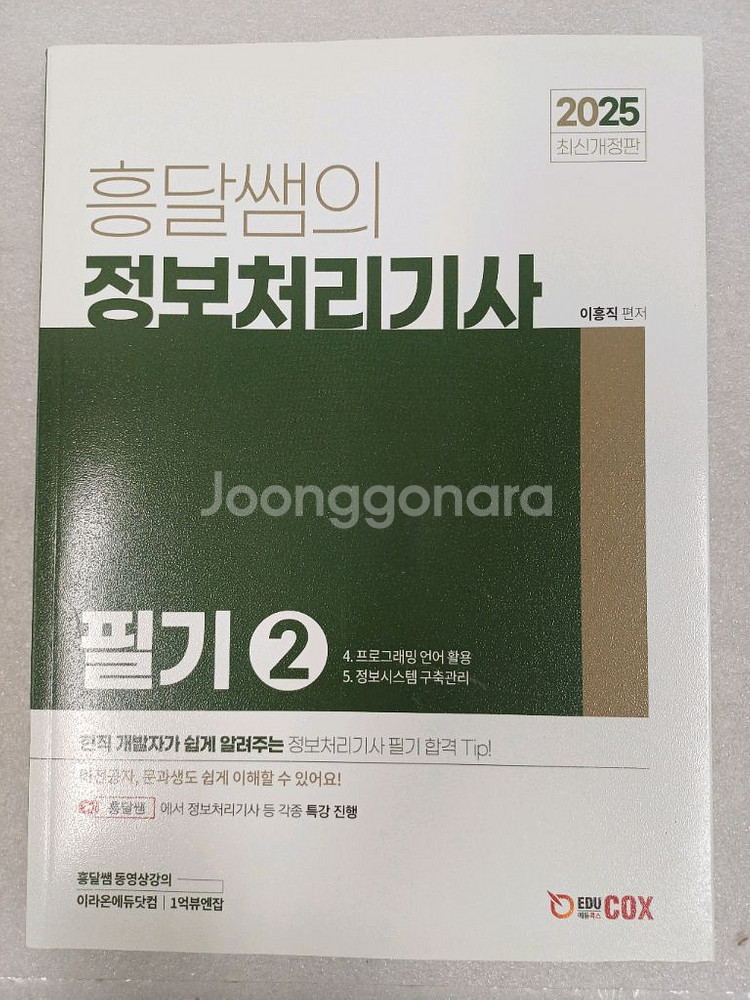 2025
최신개정판
흥달쌤의
정보처리기사
이흥직 편저
Joonggonara
필기 2
4. 프로그래밍 언어 활용
5. 정보시스템 구축관리
현직 개발자가 쉽게 알려주는 정보처리기사 필기 합격 Tip!
비전공자, 문과생도 쉽게 이해할 수 있어요!
흥달쌤 에서 정보처리기사 등 각종 특강 진행
흥달쌤 동영상강의
이라온에듀닷컴 | 1억뷰엔잡
EDU COX
에듀콕스